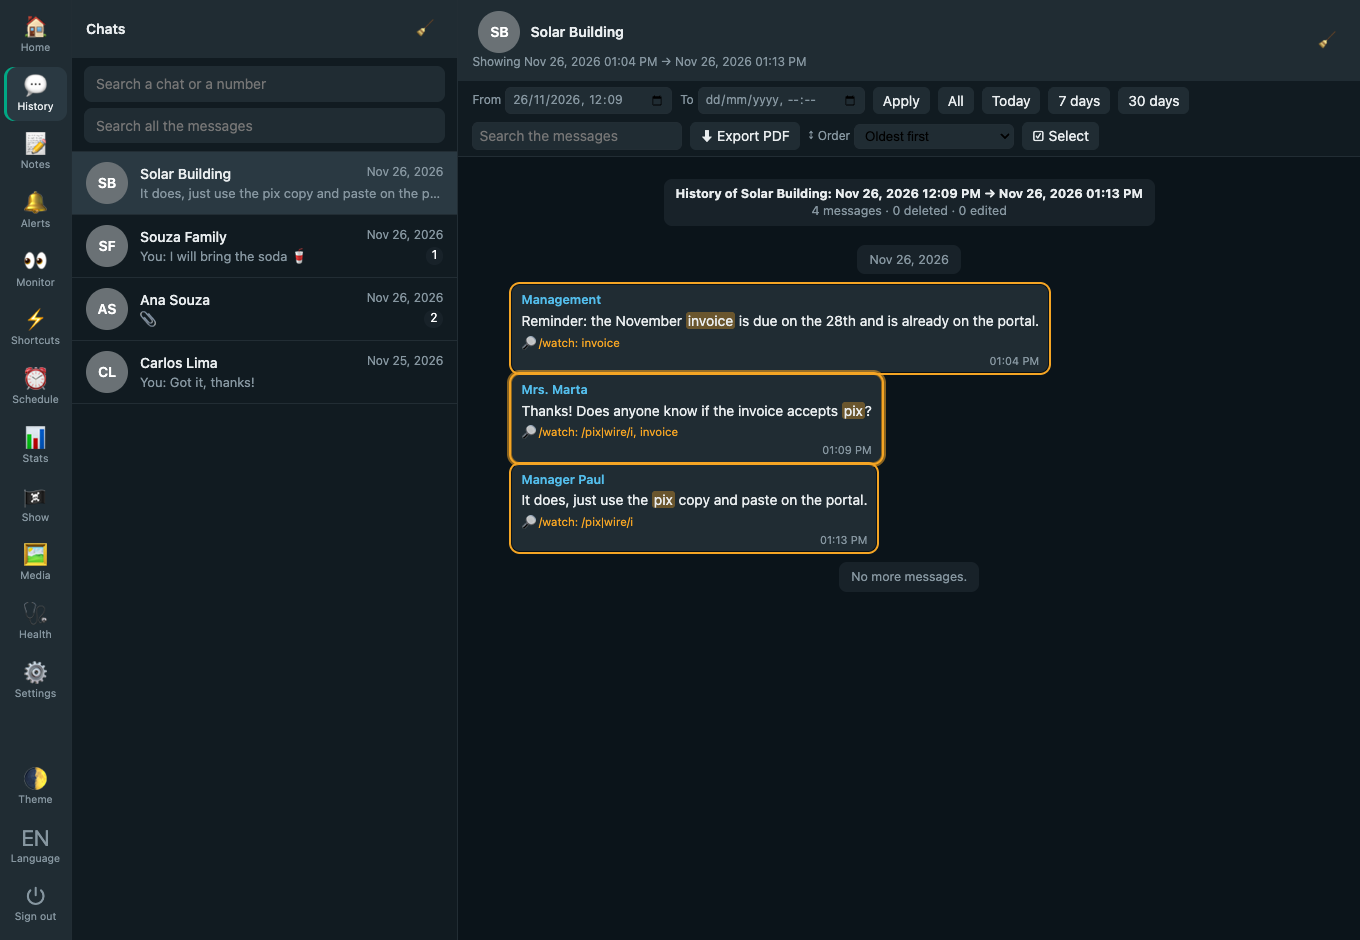 Home
History
Notes
Alerts
Monitor
Shortcuts
Schedule
Stats
Show
Media
Health
Settings
Theme
EN
Language
Sign out
Chats
Search a chat or a number
Search all the messages
SB
Solar Building
Nov 26, 2026
It does, just use the pix copy and paste on the p...
SF
Souza Family
Nov 26, 2026
You: I will bring the soda 🥤
1
AS
Ana Souza
Nov 26, 2026
📎
2
CL
Carlos Lima
Nov 25, 2026
You: Got it, thanks!
SB
Solar Building
Showing Nov 26, 2026 01:04 PM → Nov 26, 2026 01:13 PM
From 26/11/2026, 12:09 To dd/mm/yyyy, --:-- Apply All Today 7 days 30 days
Search the messages ⬇ Export PDF ↕ Order Oldest first ☑ Select
History of Solar Building: Nov 26, 2026 12:09 PM → Nov 26, 2026 01:13 PM
4 messages · 0 deleted · 0 edited
Nov 26, 2026
Management
Reminder: the November invoice is due on the 28th and is already on the portal.
🔎 /watch: invoice
01:04 PM
Mrs. Marta
Thanks! Does anyone know if the invoice accepts pix?
🔎 /watch: /pix|wire/i, invoice
01:09 PM
Manager Paul
It does, just use the pix copy and paste on the portal.
🔎 /watch: /pix|wire/i
01:13 PM
No more messages.